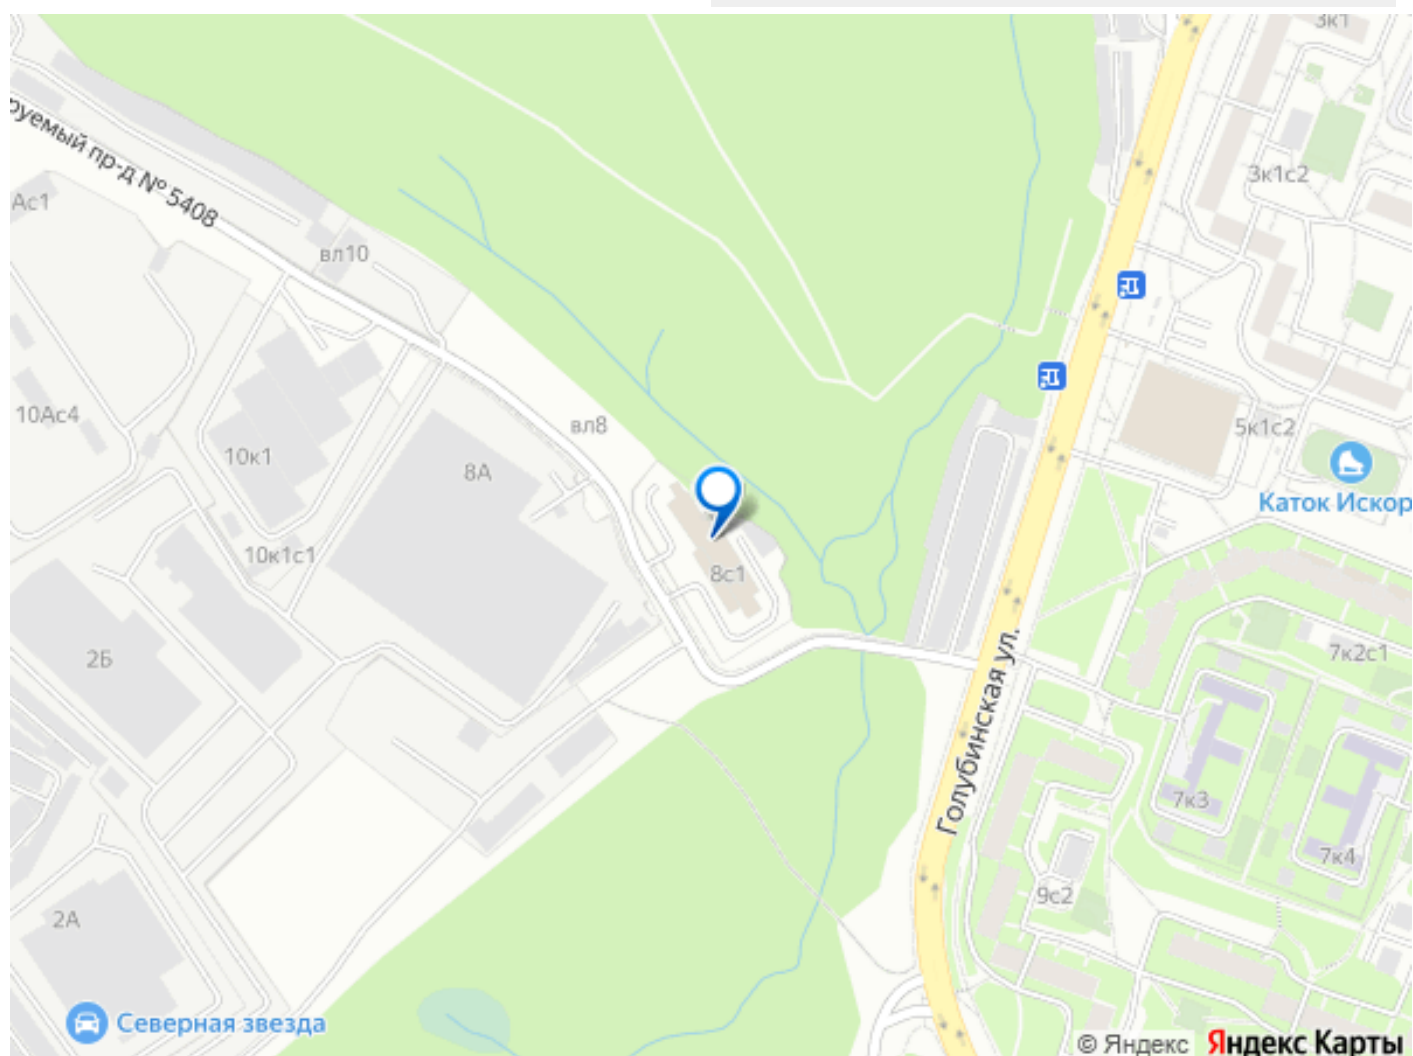 3к1
руемый пр-д № 5408
3к1с2
Ас1
вл10
10Ас4
вл8
5к1с2
10к1
8А
Каток Искор
10к1с1
8с1
2Б
7к2с1
Голубинская ул.
7к3
7к4
9с2
2А
Северная звезда
© Яндекс Яндекс Карты